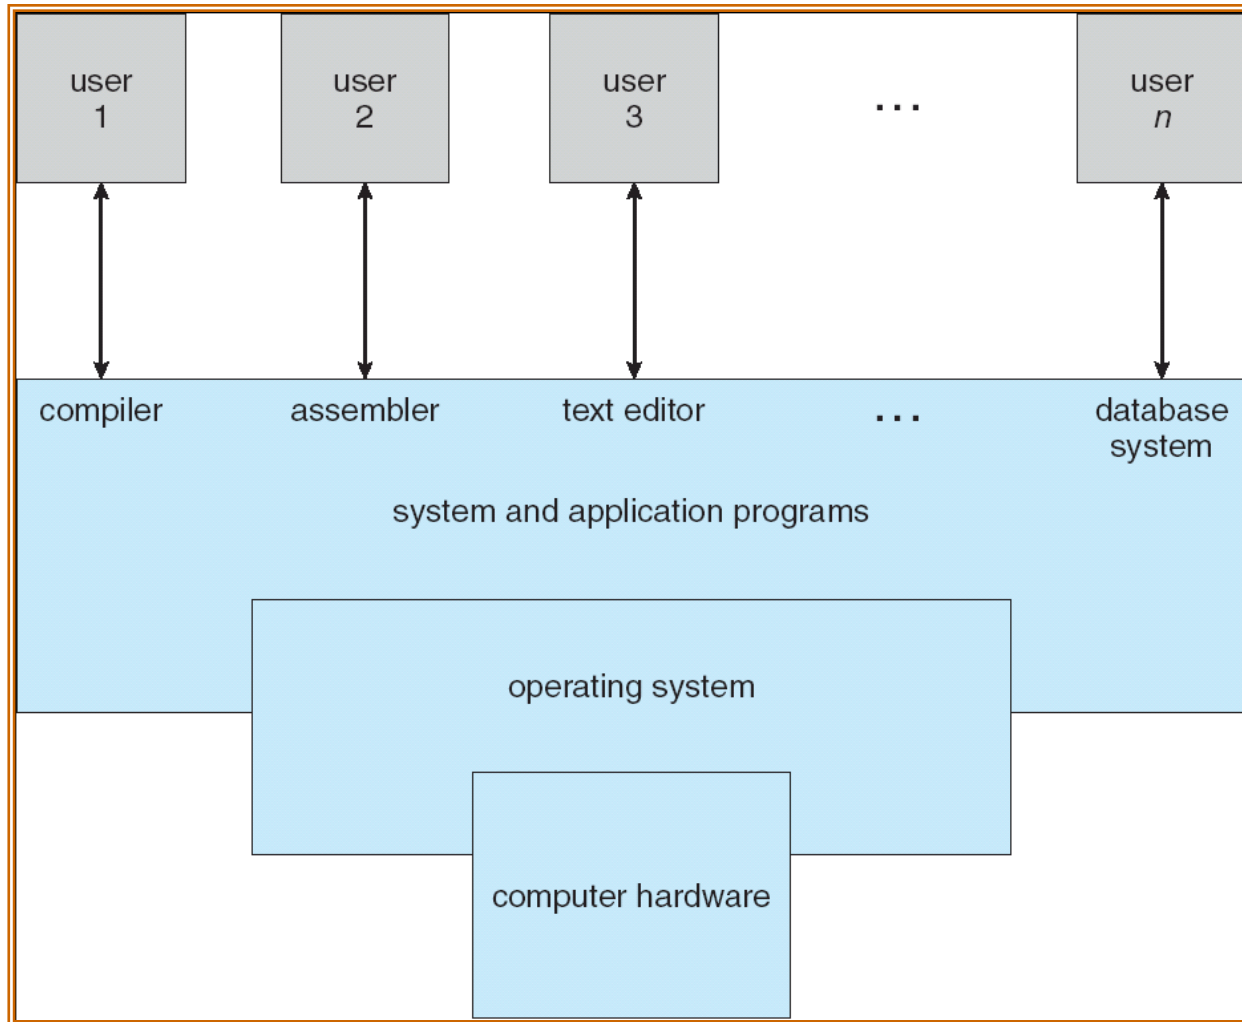 user
1
user
2
user
3
...
user
n
compiler
assembler
text editor
...
database
system
system and application programs
operating system
computer hardware